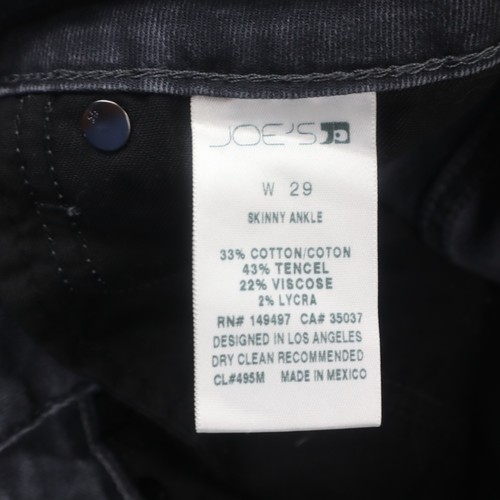 JOE'S
W 29
SKINNY ANKLE
33% COTTON/COTON
43% TENCEL
22% VISCOSE
2% LYCRA
RN# 149497 CA# 35037
DESIGNED IN LOS ANGELES
DRY CLEAN RECOMMENDED
CL#495M MADE IN MEXICO